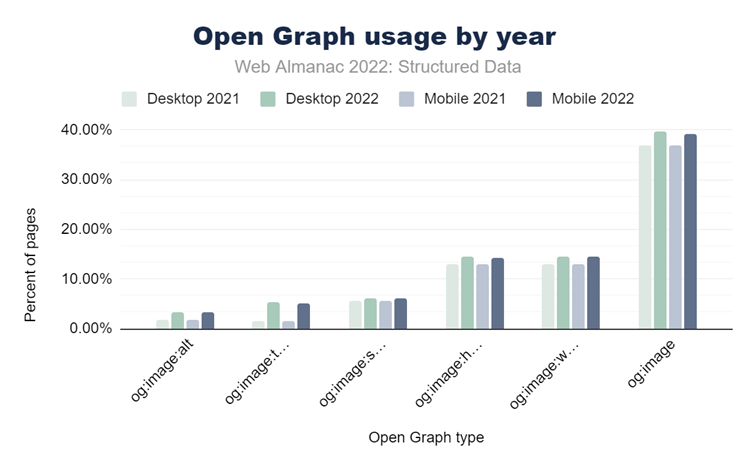 Open Graph usage by year
Web Almanac 2022: Structured Data
Desktop 2021 Desktop 2022 Mobile 2021 Mobile 2022
40.00%
30.00%
20.00%
10.00%
0.00%
Percent of pages
og:image:alt
og:image:t…
og:image:s…
og:image:h…
og:image:w…
og:image
Open Graph type